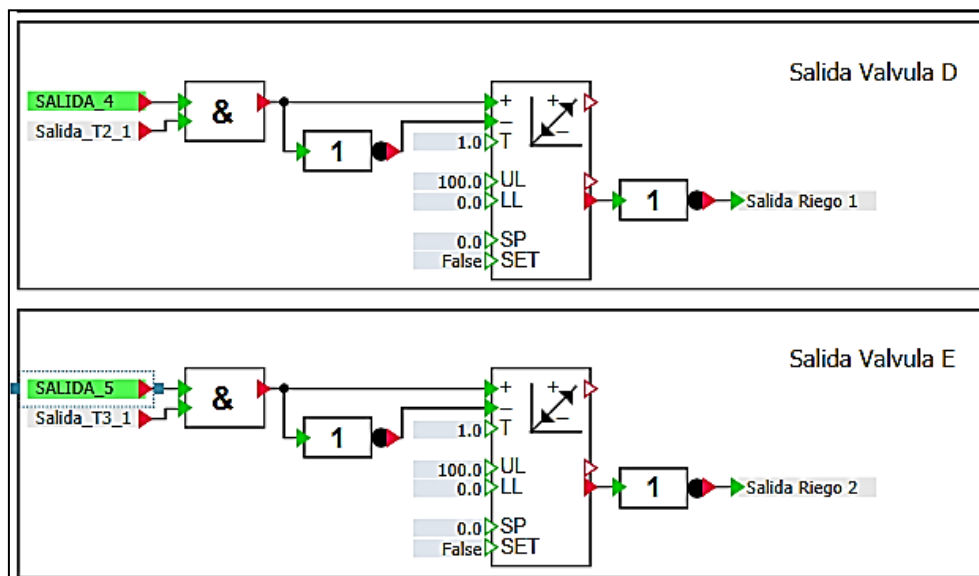 Salida Valvula D
SALIDA_4
Salida_T2_1
&
1
+
−
1.0 T
100.0 UL
0.0 LL
0.0 SP
False SET
+
−
1
Salida Riego 1
Salida Valvula E
SALIDA_5
Salida_T3_1
&
1
+
−
1.0 T
100.0 UL
0.0 LL
0.0 SP
False SET
+
−
1
Salida Riego 2